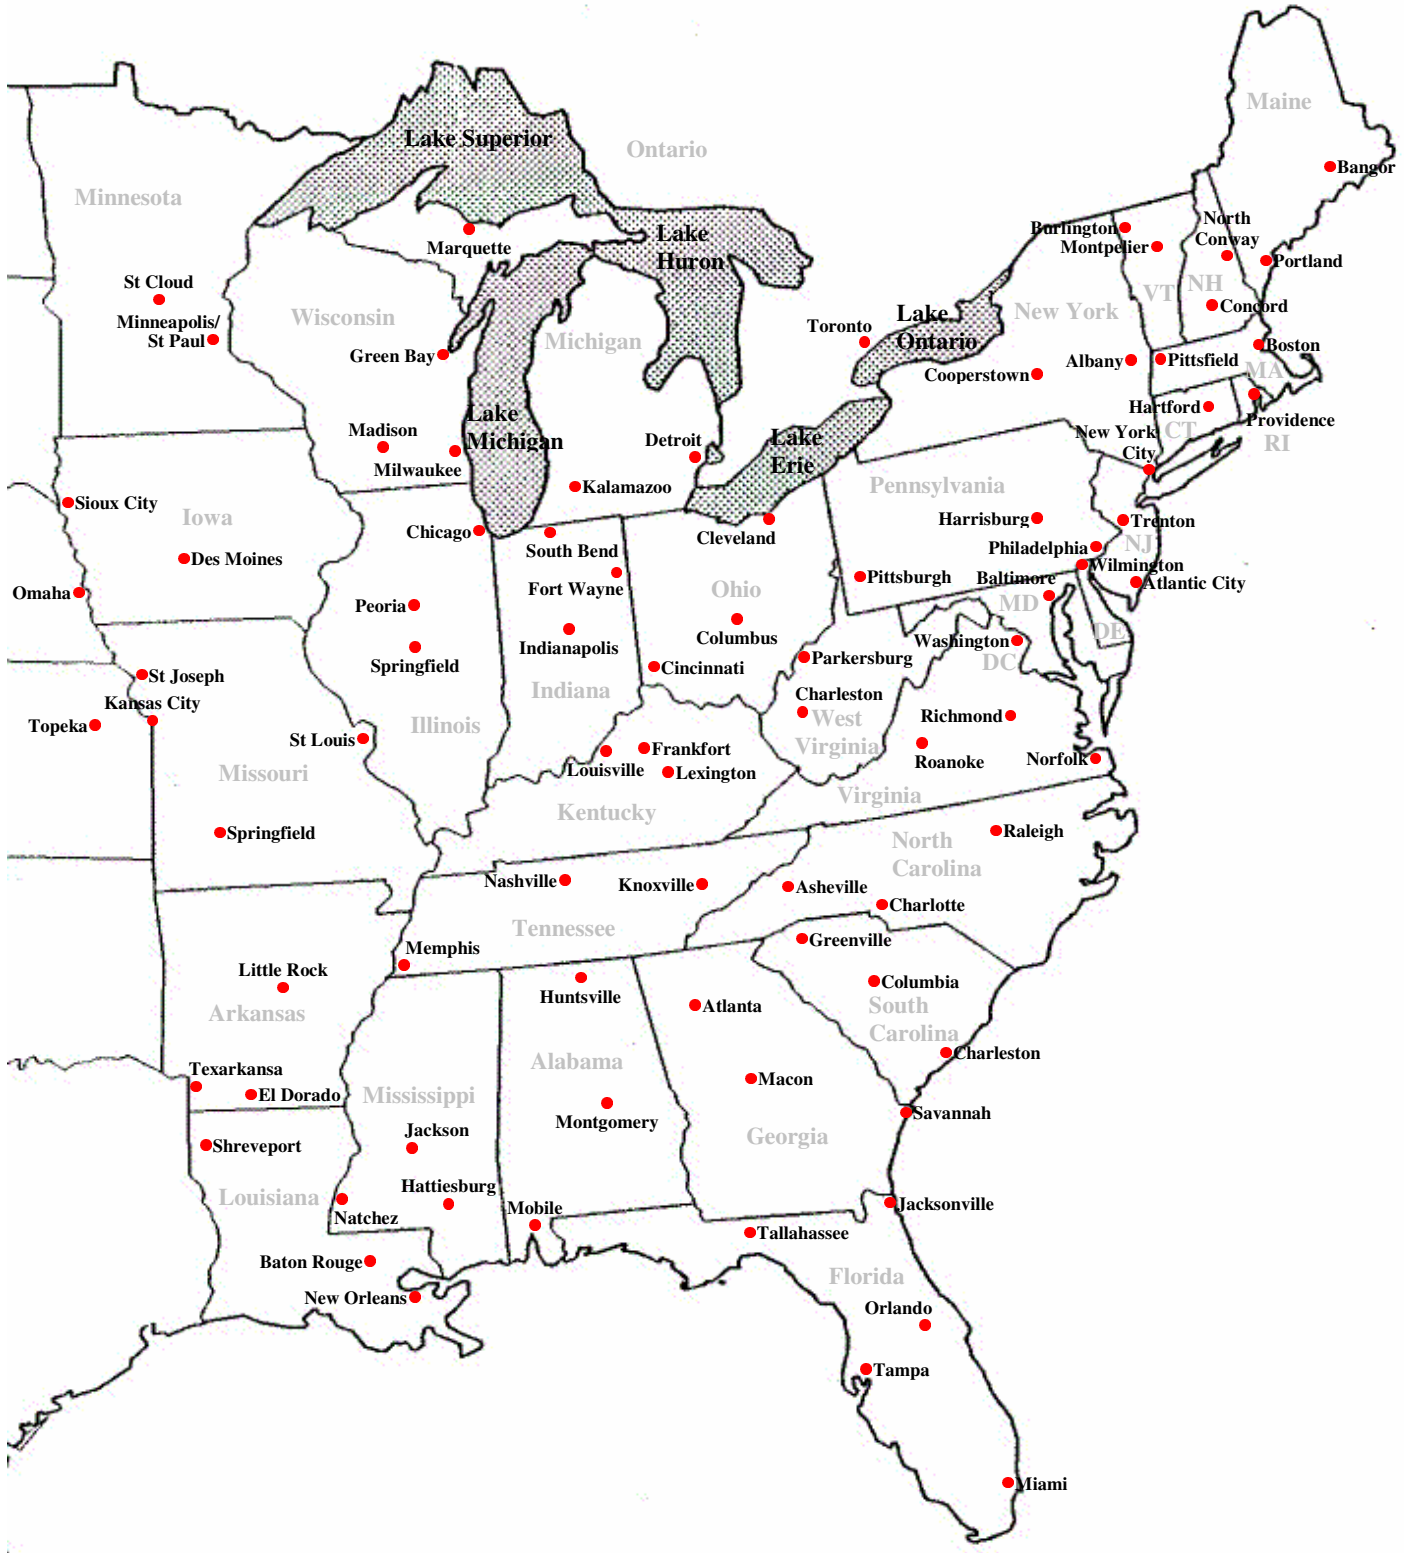 Maine
Lake Superior
Ontario
Bangor
Minnesota
North
Conway
Burlington
Montpelier
Marquette
Lake
Huron
Portland
St Cloud
VT
NH
Concord
Minneapolis/
St Paul
Wisconsin
Michigan
Toronto
Lake
Ontario
New York
Green Bay
Boston
Albany
Pittsfield
MA
Cooperstown
Hartford
Providence
CT
RI
Lake
Michigan
Madison
Milwaukee
Detroit
Lake
Erie
New York
City
Kalamazoo
Pennsylvania
Sioux City
Iowa
Chicago
South Bend
Cleveland
Harrisburg
Trenton
NJ
Des Moines
Philadelphia
Wilmington
Omaha
Fort Wayne
Pittsburgh
Baltimore
Atlantic City
Peoria
Ohio
MD
Columbus
Washington
DE
DC
Springfield
Indianapolis
Cincinnati
Parkersburg
St Joseph
Indiana
Charleston
Kansas City
Topeka
Illinois
West
Virginia
Richmond
St Louis
Louisville
Frankfort
Lexington
Roanoke
Norfolk
Missouri
Kentucky
Virginia
Springfield
North
Carolina
Raleigh
Nashville
Knoxville
Asheville
Charlotte
Tennessee
Memphis
Greenville
Little Rock
Huntsville
Columbia
Arkansas
Atlanta
South
Carolina
Charleston
Texarkansa
Alabama
El Dorado
Mississippi
Macon
Montgomery
Savannah
Jackson
Georgia
Shreveport
Louisiana
Hattiesburg
Natchez
Mobile
Jacksonville
Tallahassee
Baton Rouge
Florida
New Orleans
Orlando
Tampa
Miami